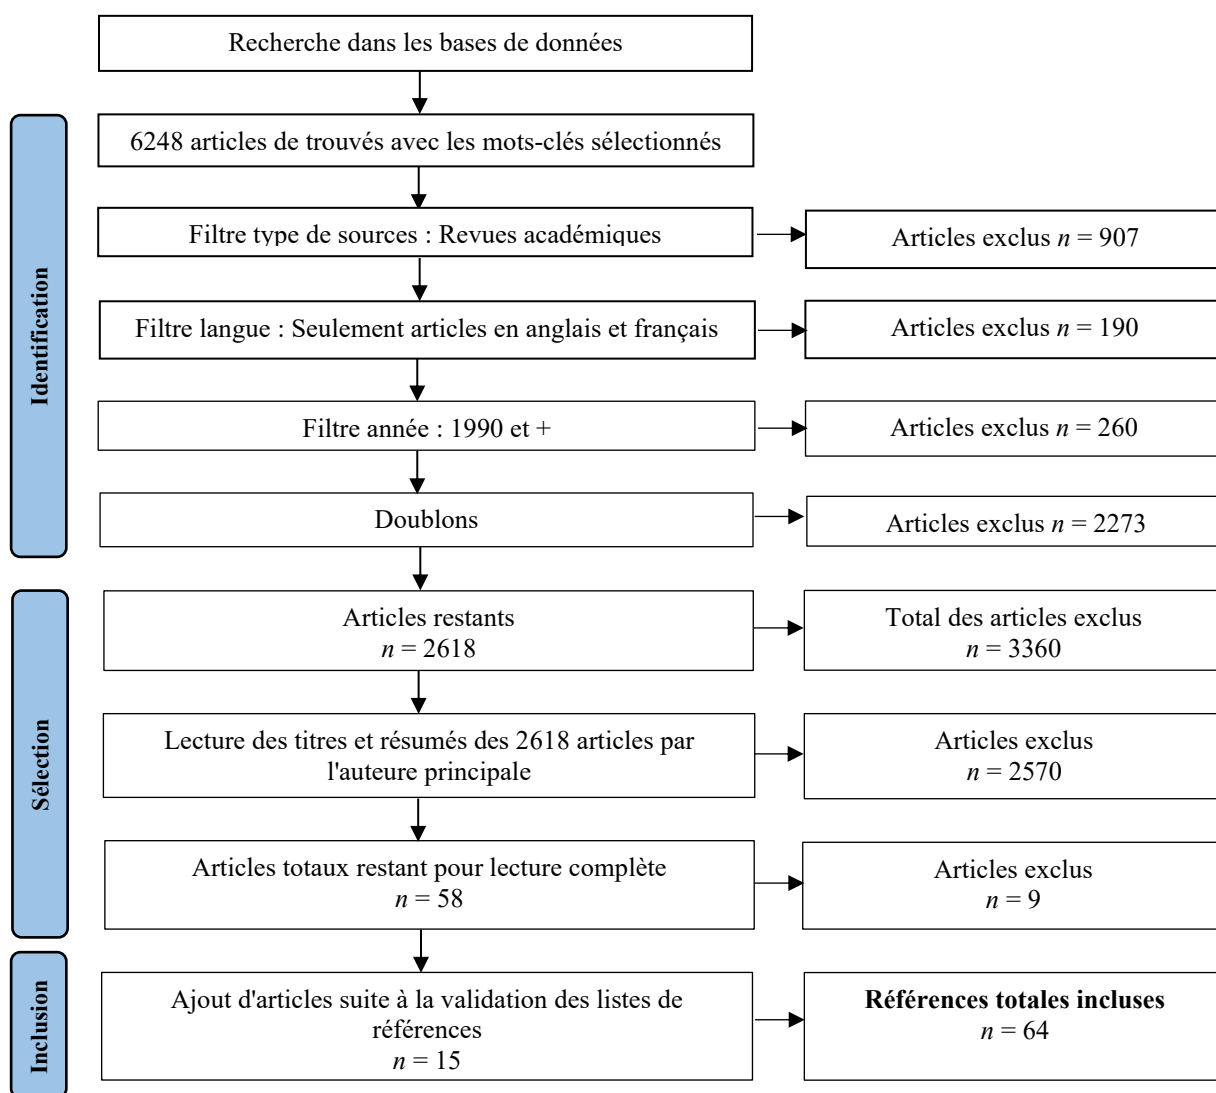 Recherche dans les bases de données
Identification
6248 articles de trouvés avec les mots-clés sélectionnés
Filtre type de sources : Revues académiques
Articles exclus n = 907
Filtre langue : Seulement articles en anglais et français
Articles exclus n = 190
Filtre année : 1990 et +
Articles exclus n = 260
Doublons
Articles exclus n = 2273
Sélection
Articles restants
n = 2618
Total des articles exclus
n = 3360
Lecture des titres et résumés des 2618 articles par
l'auteure principale
Articles exclus
n = 2570
Articles totaux restant pour lecture complète
n = 58
Articles exclus
n = 9
Inclusion
Ajout d'articles suite à la validation des listes de
références
n = 15
Références totales incluses
n = 64